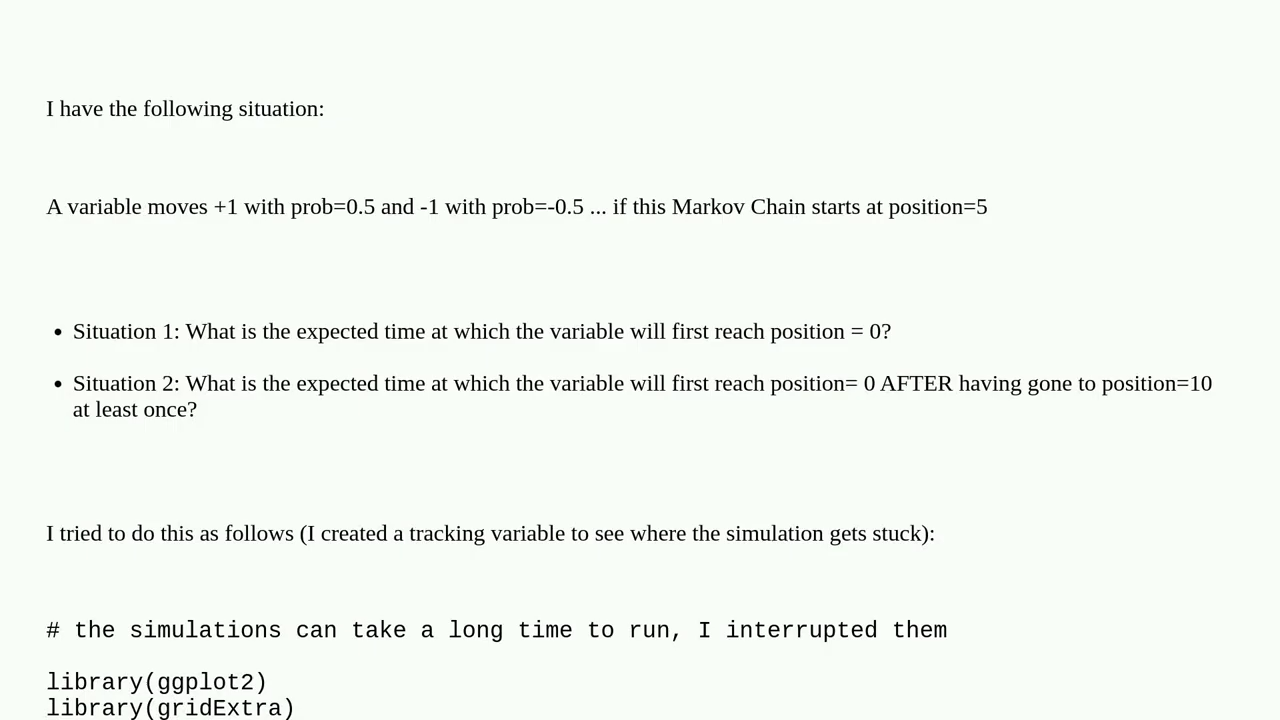 I have the following situation:
A variable moves +1 with prob=0.5 and -1 with prob=-0.5 ... if this Markov Chain starts at position=5
• Situation 1: What is the expected time at which the variable will first reach position = 0?
• Situation 2: What is the expected time at which the variable will first reach position= 0 AFTER having gone to position=10
at least once?
I tried to do this as follows (I created a tracking variable to see where the simulation gets stuck):
# the simulations can take a long time to run, I interrupted them
library(ggplot2)
library(gridExtra)